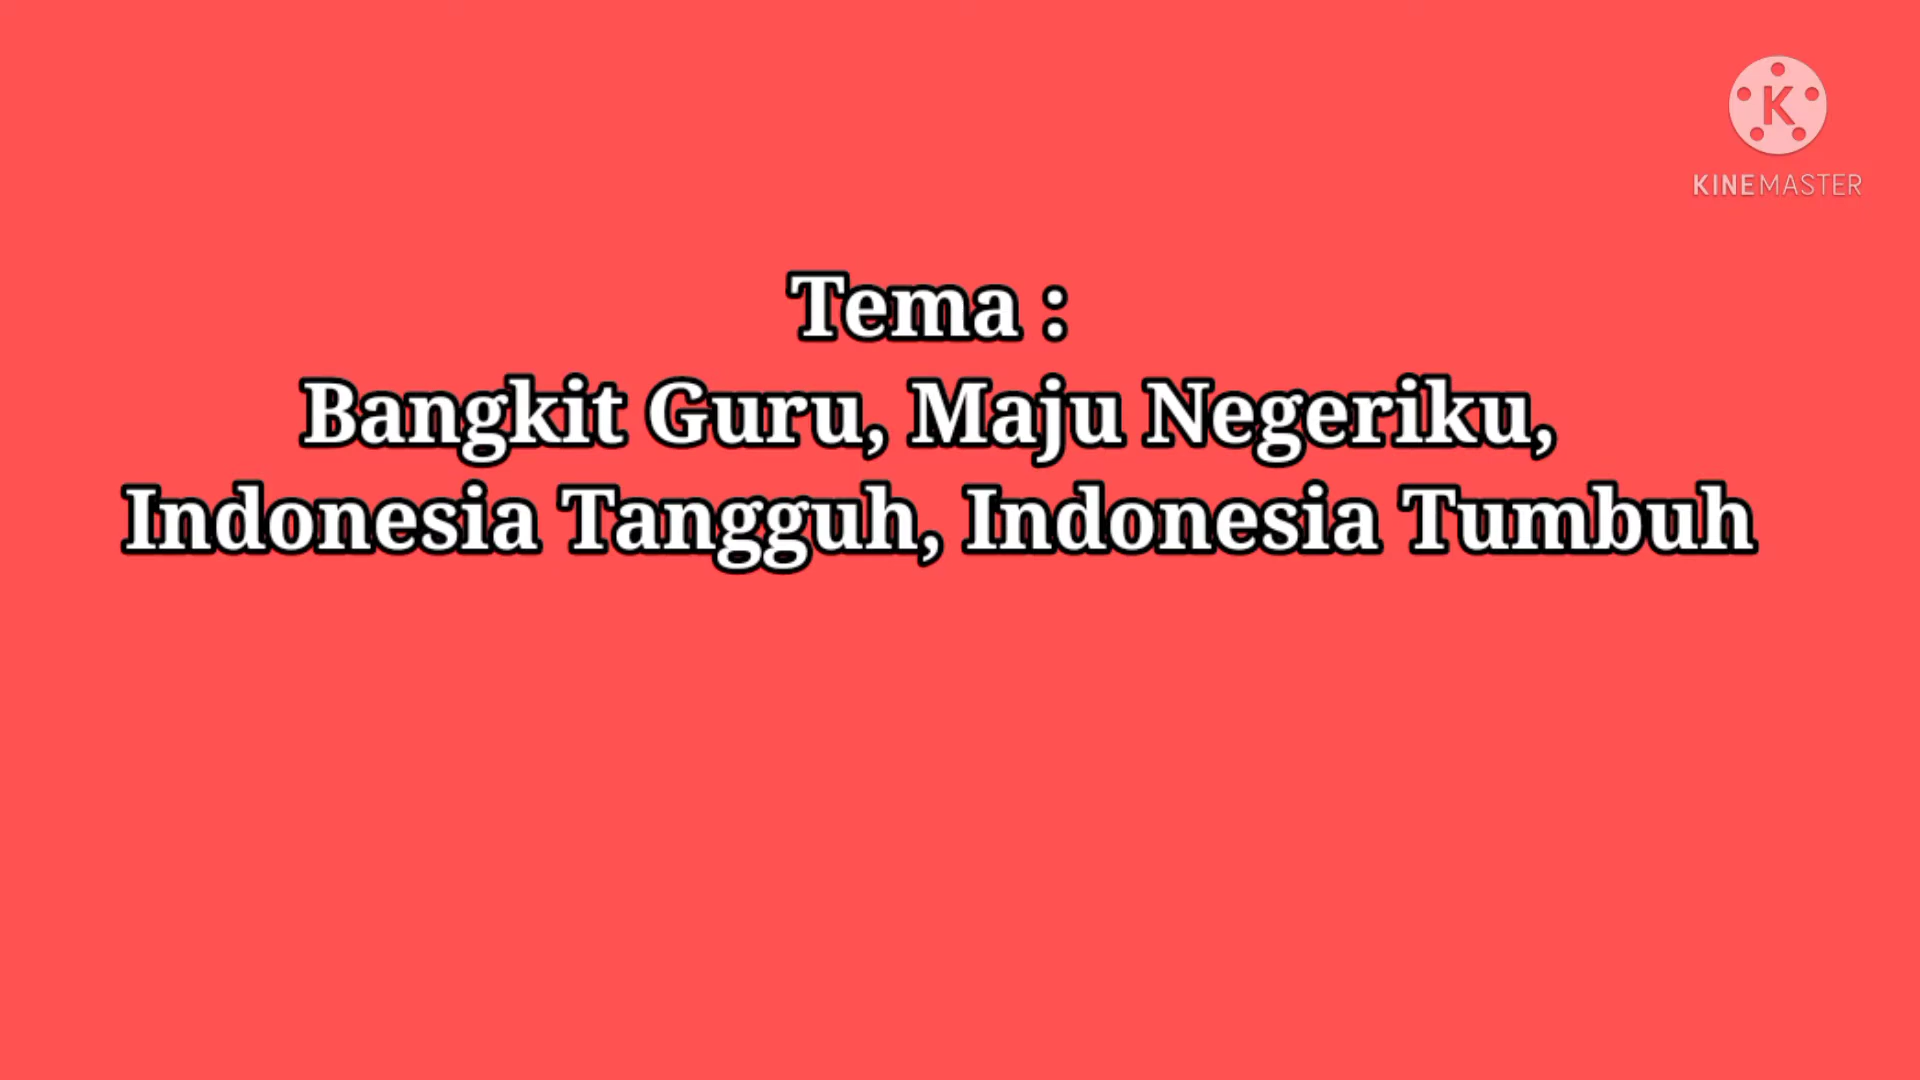 K
KINEMASTER
Tema :
Bangkit Guru, Maju Negeriku,
Indonesia Tangguh, Indonesia Tumbuh